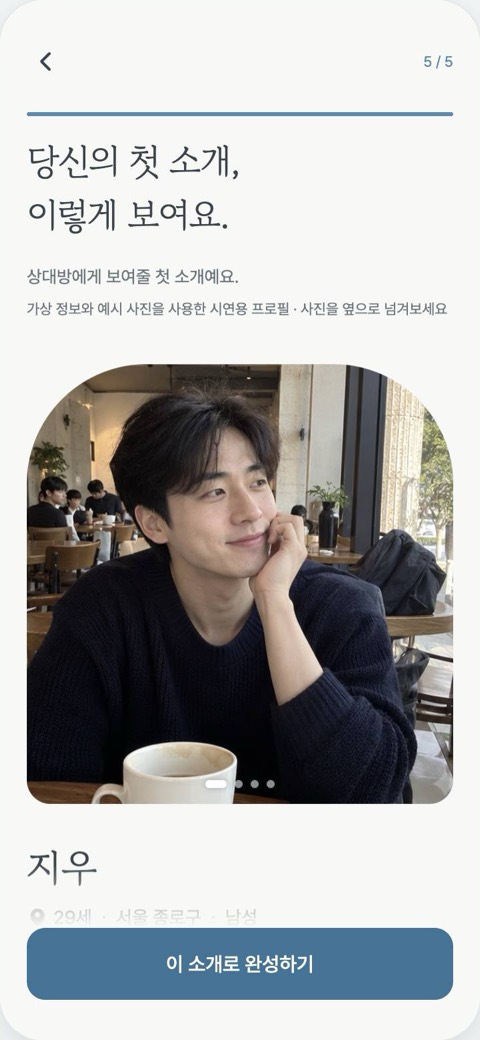 5 / 5
당신의 첫 소개,
이렇게 보여요.
상대방에게 보여줄 첫 소개예요.
가상 정보와 예시 사진을 사용한 시연용 프로필 · 사진을 옆으로 넘겨보세요
지우
29세 · 서울 종로구 · 남성
이 소개로 완성하기